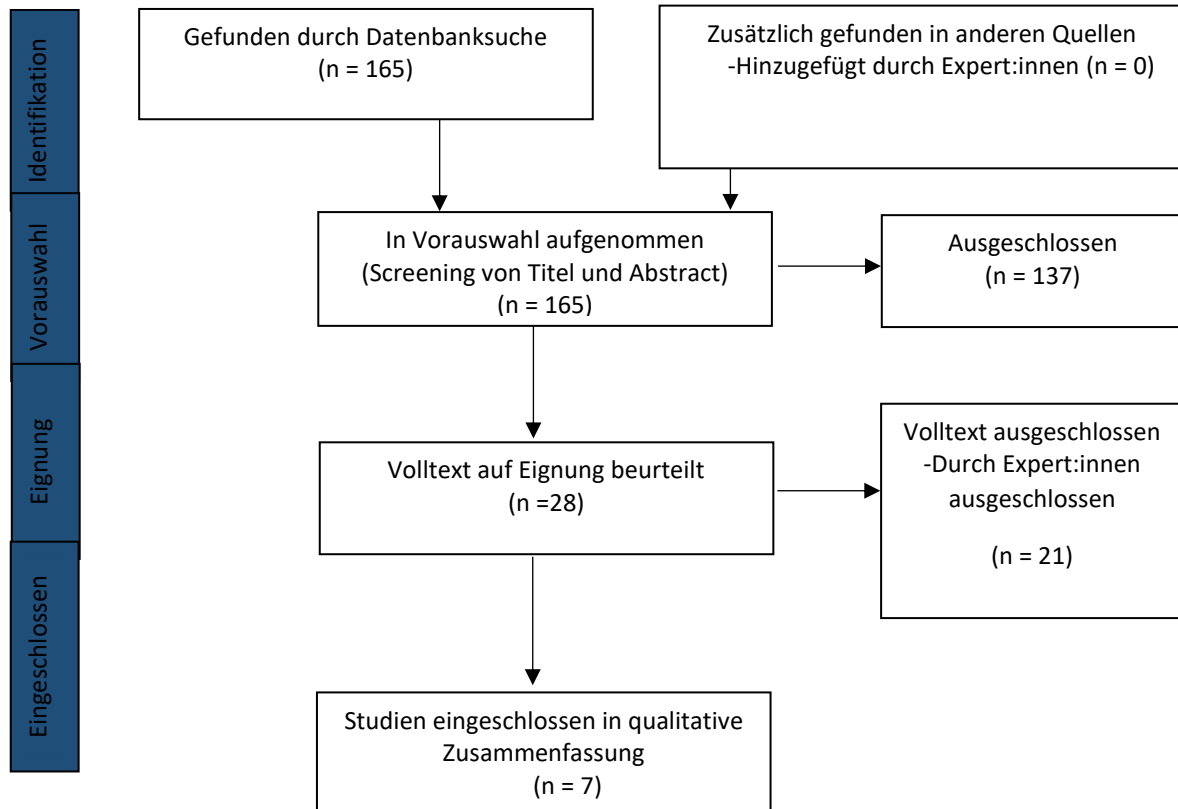 Identifikation
Gefunden durch Datenbanksuche
(n = 165)
Zusätzlich gefunden in anderen Quellen
-Hinzugefügt durch Expert:innen (n = 0)
Vorauswahl
In Vorauswahl aufgenommen
(Screening von Titel und Abstract)
(n = 165)
Ausgeschlossen
(n = 137)
Eignung
Volltext auf Eignung beurteilt
(n =28)
Volltext ausgeschlossen
-Durch Expert:innen
ausgeschlossen
(n = 21)
Eingeschlossen
Studien eingeschlossen in qualitative
Zusammenfassung
(n = 7)